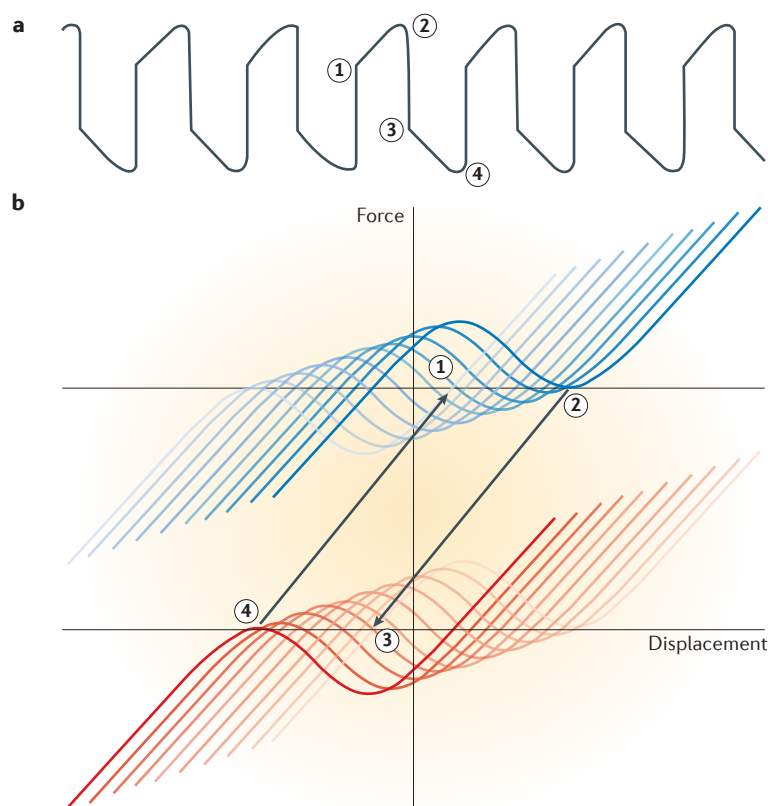 a
②
①
③
④
b
Force
①
②
④
③
Displacement